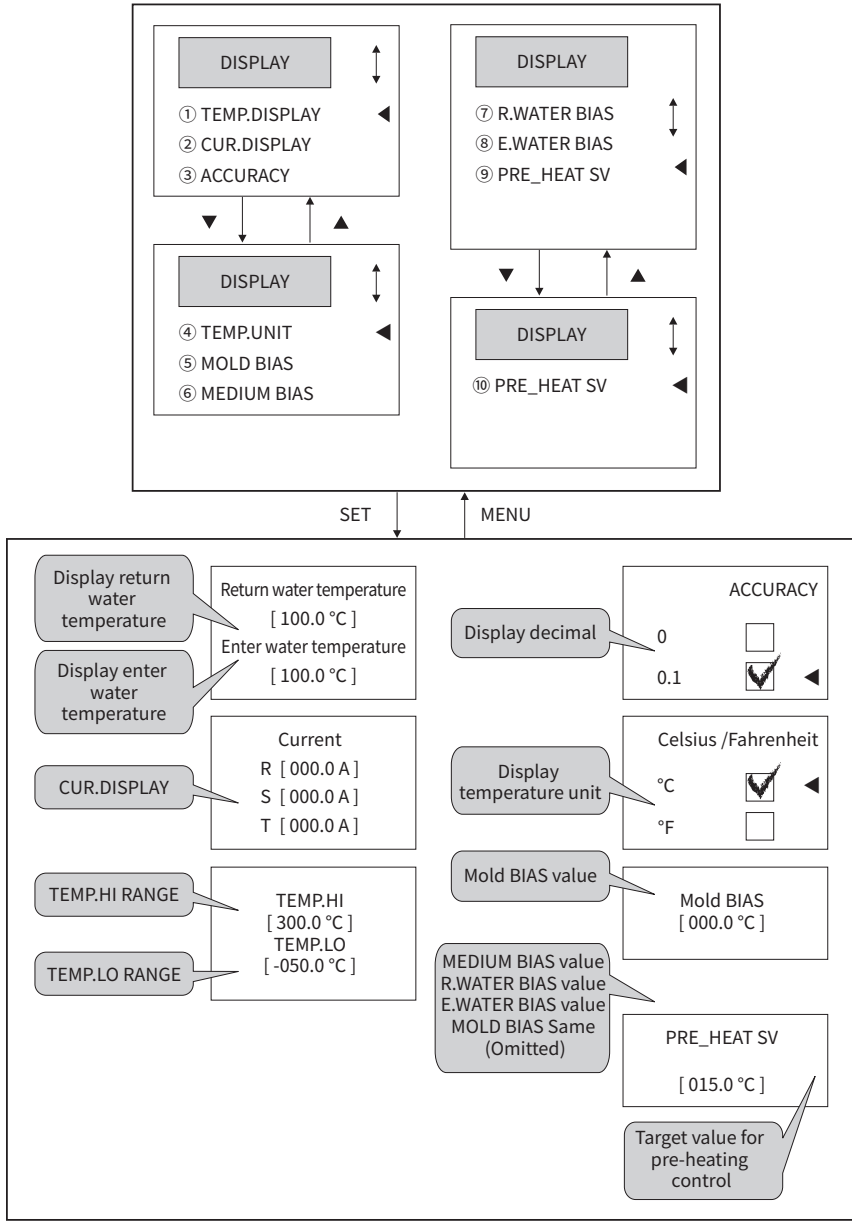 DISPLAY
① TEMP.DISPLAY
② CUR.DISPLAY
③ ACCURACY
DISPLAY
④ TEMP.UNIT
⑤ MOLD BIAS
⑥ MEDIUM BIAS
DISPLAY
⑦ R.WATER BIAS
⑧ E.WATER BIAS
⑨ PRE_HEAT SV
DISPLAY
⑩ PRE_HEAT SV
SET
MENU
Display return
water
temperature
Display enter
water
temperature
Return water temperature
[ 100.0 °C ]
Enter water temperature
[ 100.0 °C ]
CUR.DISPLAY
Current
R [ 000.0 A ]
S [ 000.0 A ]
T [ 000.0 A ]
TEMP.HI RANGE
TEMP.LO RANGE
TEMP.HI
[ 300.0 °C ]
TEMP.LO
[ -050.0 °C ]
Display decimal
ACCURACY
0
0.1
Display
temperature unit
Celsius /Fahrenheit
°C
°F
Mold BIAS value
Mold BIAS
[ 000.0 °C ]
MEDIUM BIAS value
R.WATER BIAS value
E.WATER BIAS value
MOLD BIAS Same
(Omitted)
PRE_HEAT SV
[ 015.0 °C ]
Target value for
pre-heating
control